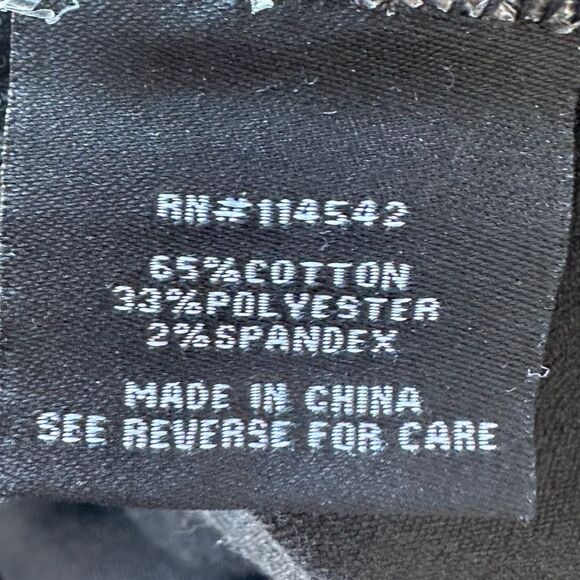 RN#114542
65%COTTON
33%POLYESTER
2%SPANDEX
MADE IN CHINA
SEE REVERSE FOR CARE